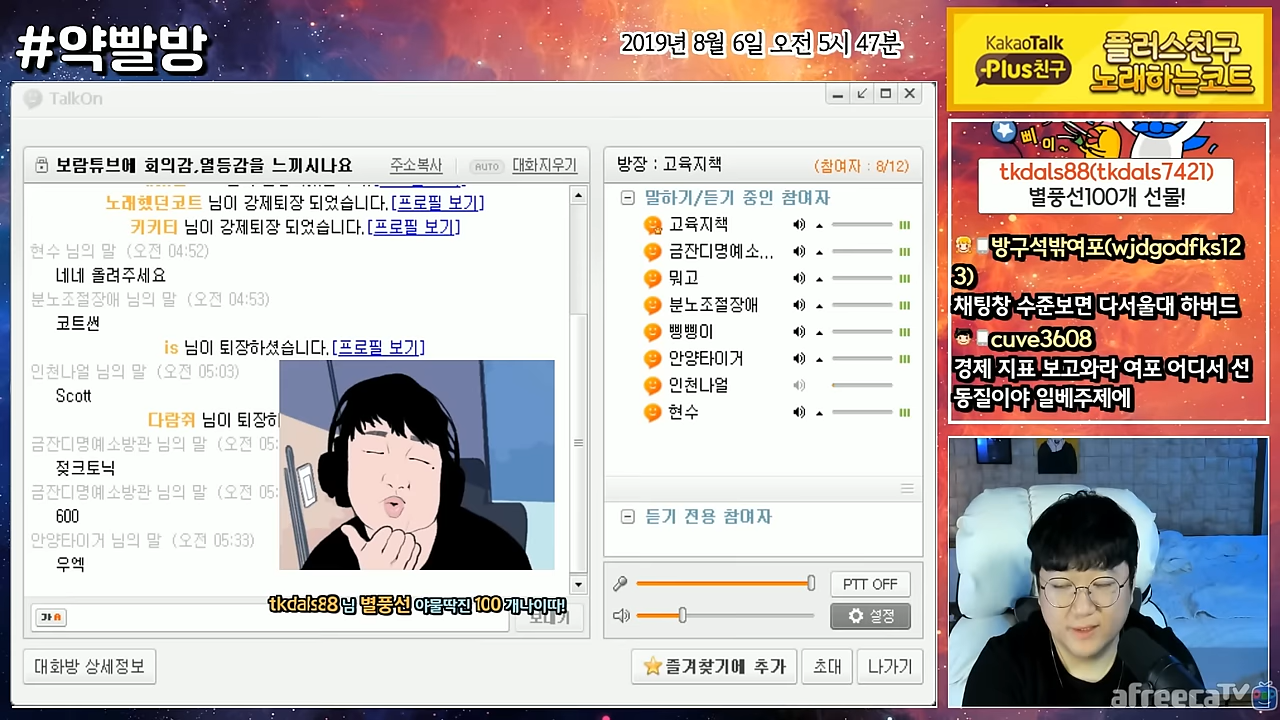 #약빨방
2019년 8월 6일 오전 5시 47분
KakaoTalk
Plus친구
플러스친구
노래하는코트
TalkOn
보람튜브에 회의감,열등감을 느끼시나요
주소복사
AUTO
대화지우기
노래했던코트 님이 강제퇴장 되었습니다.[프로필 보기]
키키터 님이 강제퇴장 되었습니다.[프로필 보기]
현수 님의 말 (오전 04:52)
네네 올려주세요
분노조절장애 님의 말 (오전 04:53)
코트쎈
is 님이 퇴장하셨습니다.[프로필 보기]
인천나얼 님의 말 (오전 05:03)
Scott
다람쥐 님이 퇴장하
금잔디명예소방관 님의 말 (오전 05:
젖크토닉
금잔디명예소방관 님의 말 (오전 05:
600
안양타이거 님의 말 (오전 05:33)
우엑
tkdals88 님 별풍선 야물딱진 100 개나이따!
가
보내기
대화방 상세정보
방장 : 고육지책
(참여자 : 8/12)
말하기/듣기 중인 참여자
고육지책
금잔디명예소...
뭐고
분노조절장애
삥삥이
안양타이거
인천나얼
현수
듣기 전용 참여자
PTT OFF
설정
즐겨찾기에 추가
초대
나가기
삐이~
tkdals88(tkdals7421)
별풍선100개 선물!
방구석밖여포(wjdgodfks12
3)
채팅창 수준보면 다서울대 하버드
cuve3608
경제 지표 보고와라 여포 어디서 선
동질이야 일베주제에
afreecaTV